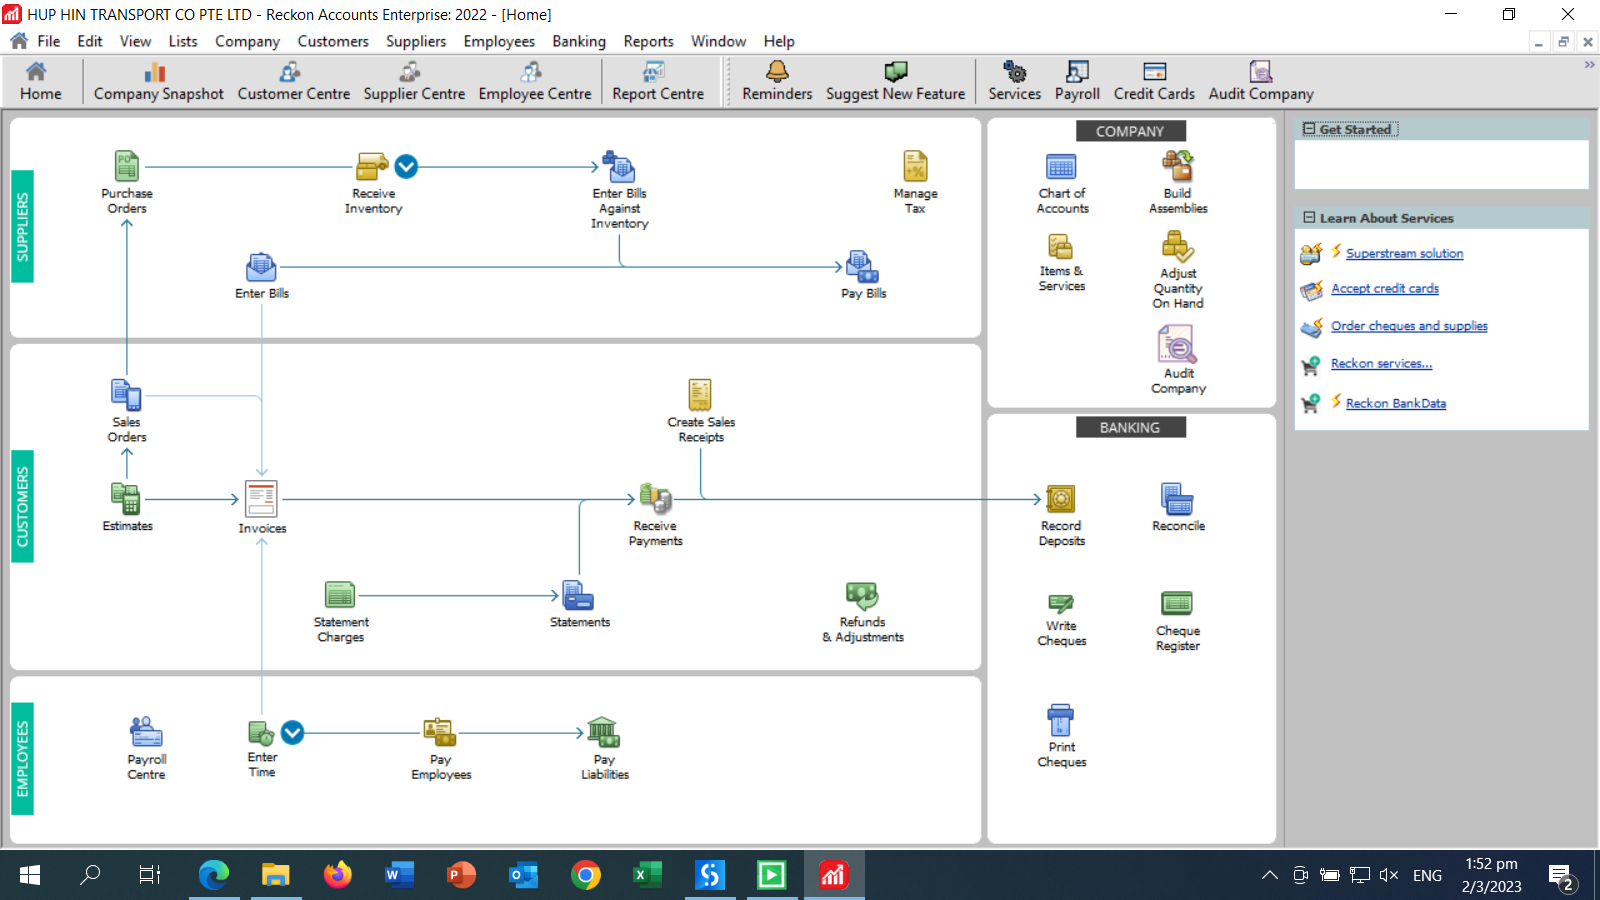 HUP HIN TRANSPORT CO PTE LTD - Reckon Accounts Enterprise: 2022 - [Home]
File Edit View Lists Company Customers Suppliers Employees Banking Reports Window Help
Home Company Snapshot Customer Centre Supplier Centre Employee Centre Report Centre Reminders Suggest New Feature Services Payroll Credit Cards Audit Company
SUPPLIERS
PO
Purchase
Orders
Receive
Inventory
Enter Bills
Against
Inventory
Manage
Tax
Enter Bills
Pay Bills
CUSTOMERS
Sales
Orders
Create Sales
Receipts
Estimates
Invoices
Receive
Payments
Statement
Charges
Statements
Refunds
& Adjustments
EMPLOYEES
Payroll
Centre
Enter
Time
Pay
Employees
Pay
Liabilities
COMPANY
Chart of
Accounts
Build
Assemblies
Items &
Services
Adjust
Quantity
On Hand
Audit
Company
BANKING
Record
Deposits
Reconcile
Write
Cheques
Cheque
Register
Print
Cheques
Get Started
Learn About Services
Superstream solution
Accept credit cards
Order cheques and supplies
Reckon services...
Reckon BankData
ENG
1:52 pm
2/3/2023
2